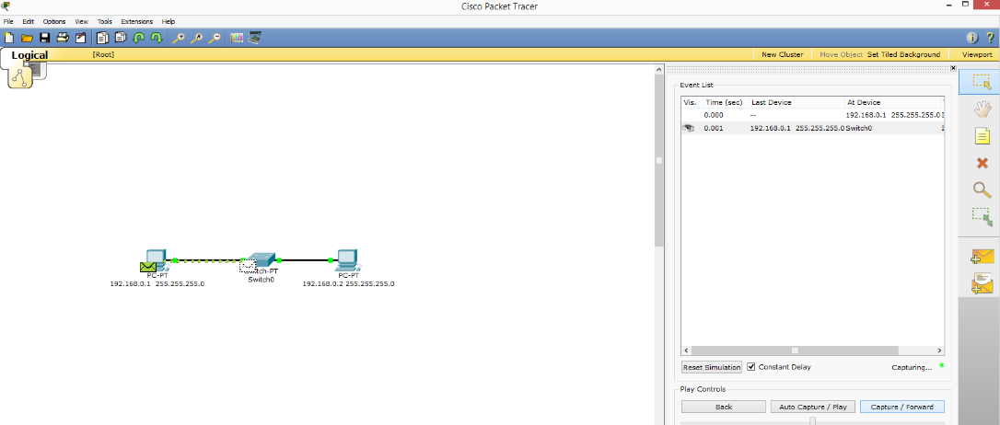 Cisco Packet Tracer
File Edit Options View Tools Extensions Help
Logical [Root] New Cluster Move Object Set Tiled Background Viewport
Event List
Vis. Time (sec) Last Device At Device
0.000 -- 192.168.0.1 255.255.255.0
0.001 192.168.0.1 255.255.255.0 Switch0
PC-PT
192.168.0.1 255.255.255.0
Switch0
PC-PT
192.168.0.2 255.255.255.0
Reset Simulation Constant Delay Capturing...
Play Controls
Back Auto Capture / Play Capture / Forward